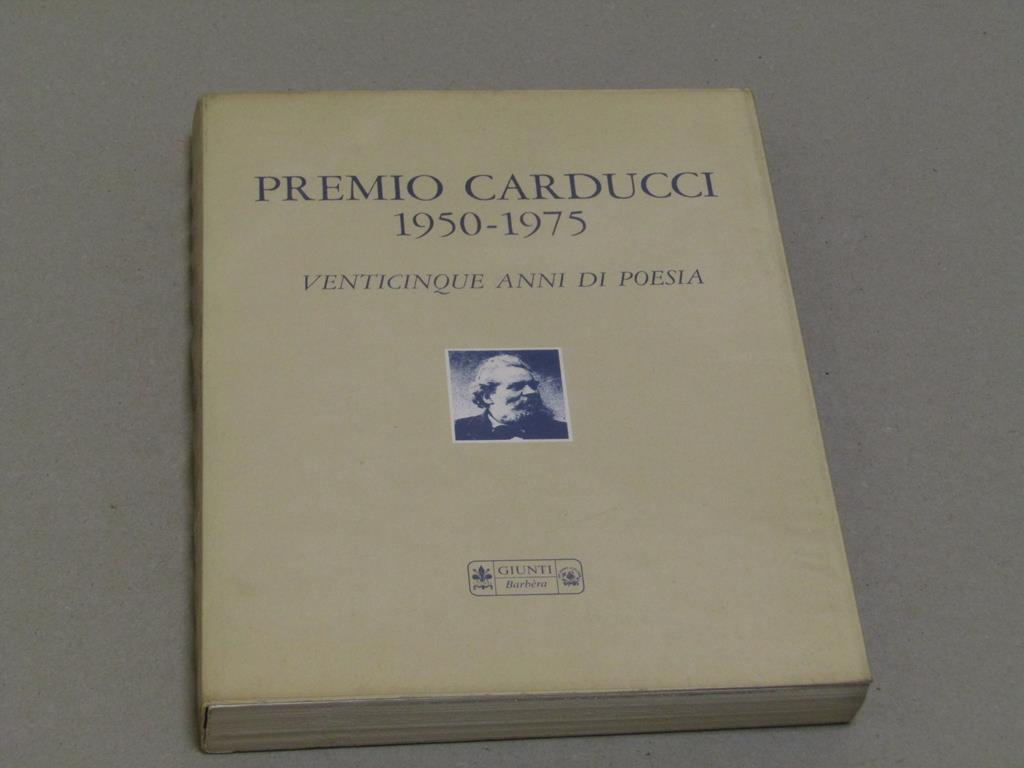 PREMIO CARDUCCI
1950-1975
VENTICINQUE ANNI DI POESIA
GIUNTI
Barbèra